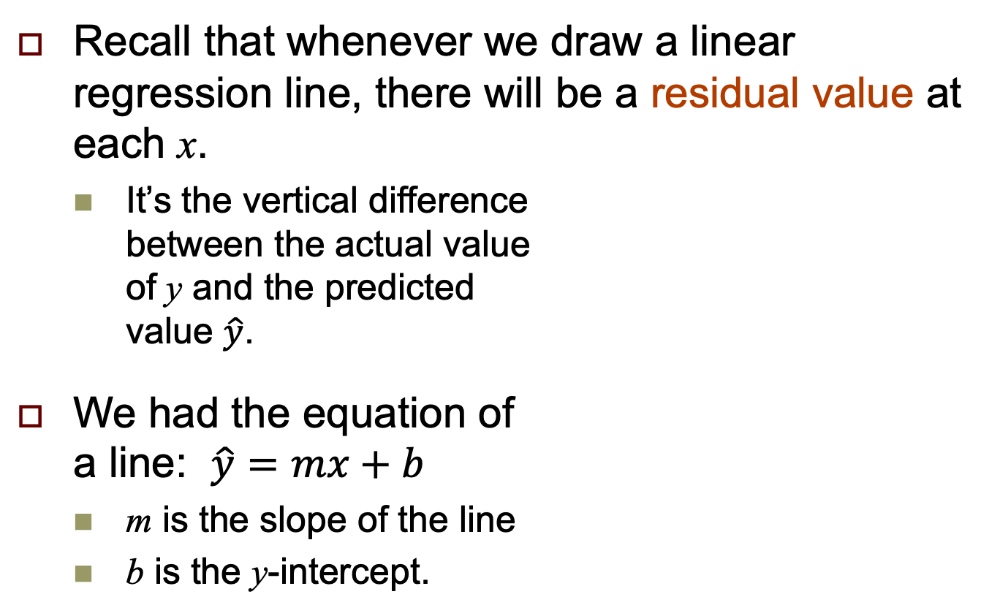 Recall that whenever we draw a linear
regression line, there will be a residual value at
each x.
It’s the vertical difference
between the actual value
of y and the predicted
value ŷ.
We had the equation of
a line: ŷ = mx + b
m is the slope of the line
b is the y-intercept.